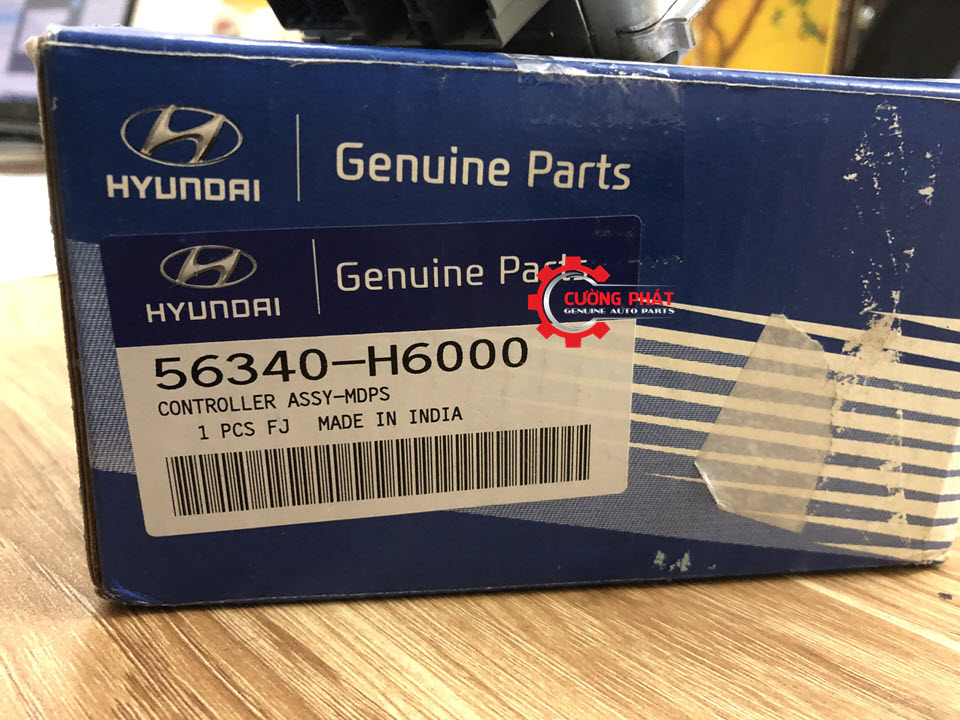 HYUNDAI
Genuine Parts
HYUNDAI
Genuine Parts
CƯỜNG PHÁT
GENUINE AUTO PARTS
56340-H6000
CONTROLLER ASSY-MDPS
1 PCS FJ MADE IN INDIA